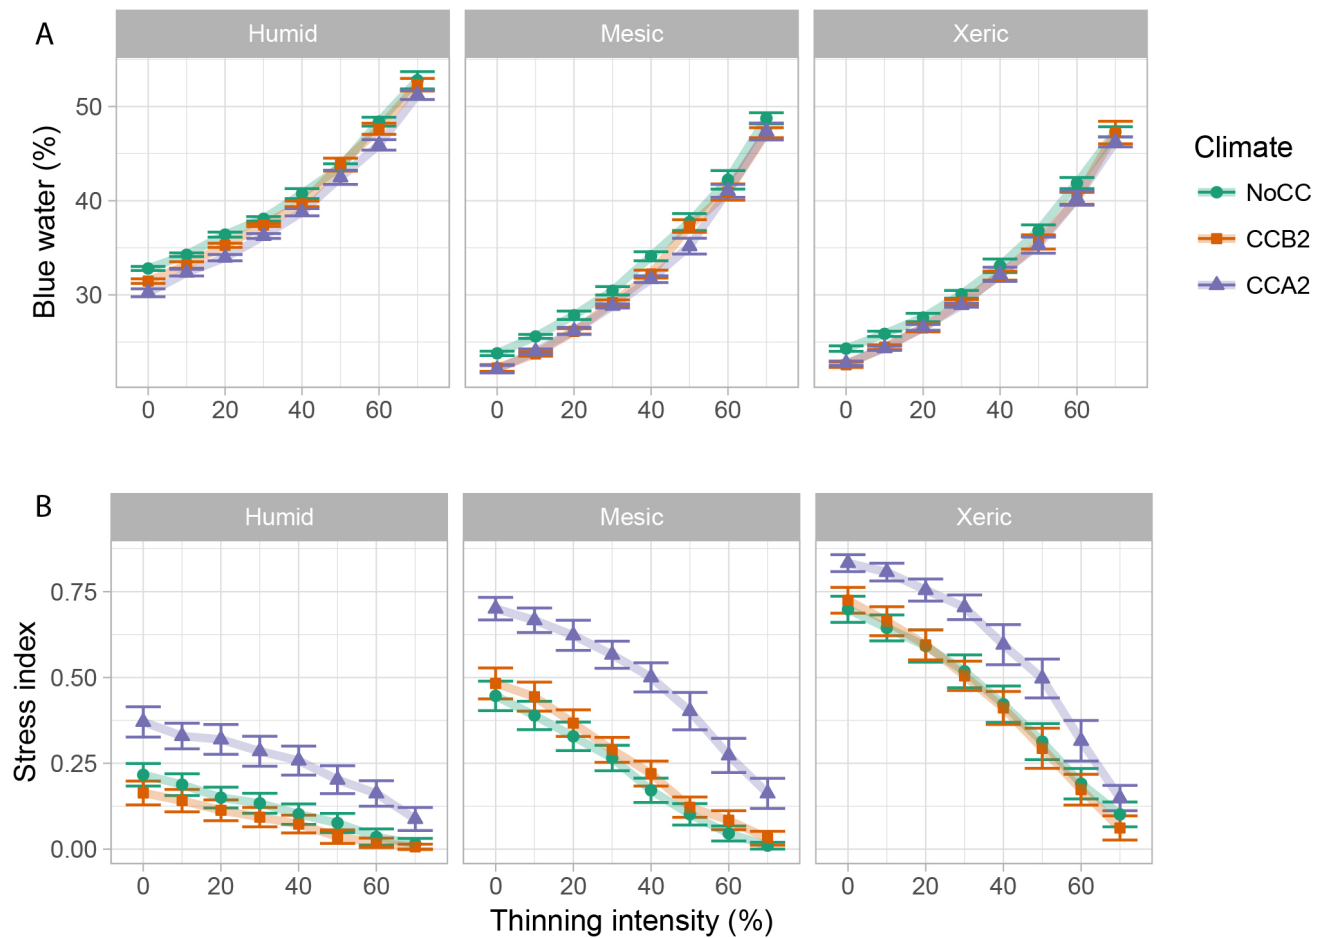 A
Humid
Mesic
Xeric
Blue water (%)
50
40
30
0 20 40 60
0 20 40 60
0 20 40 60
Climate
NoCC
CCB2
CCA2
B
Humid
Mesic
Xeric
Stress index
0.75
0.50
0.25
0.00
0 20 40 60
0 20 40 60
0 20 40 60
Thinning intensity (%)